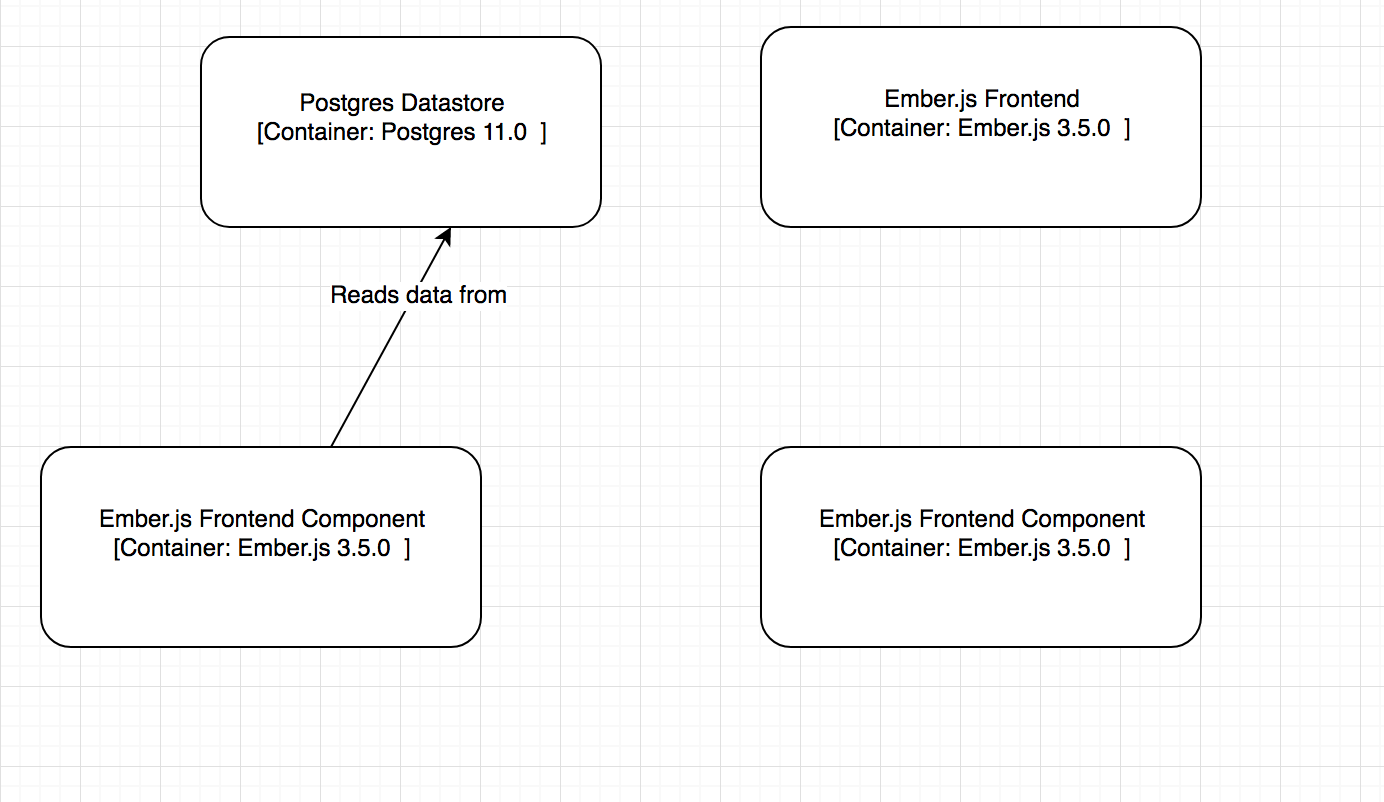 Postgres Datastore
[Container: Postgres 11.0  ]
Ember.js Frontend
[Container: Ember.js 3.5.0  ]
Reads data from
Ember.js Frontend Component
[Container: Ember.js 3.5.0  ]
Ember.js Frontend Component
[Container: Ember.js 3.5.0  ]